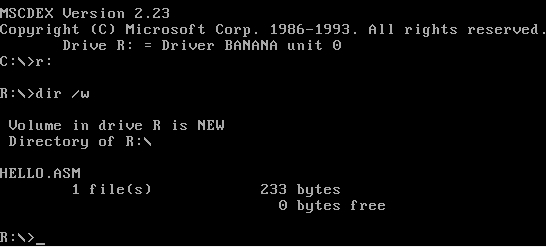 MSCDEX Version 2.23
Copyright (C) Microsoft Corp. 1986-1993. All rights reserved.
        Drive R: = Driver BANANA unit 0
C:\>r:

R:\>dir /w

 Volume in drive R is NEW
 Directory of R:\

HELLO.ASM
        1 file(s)            233 bytes
                               0 bytes free

R:\>_